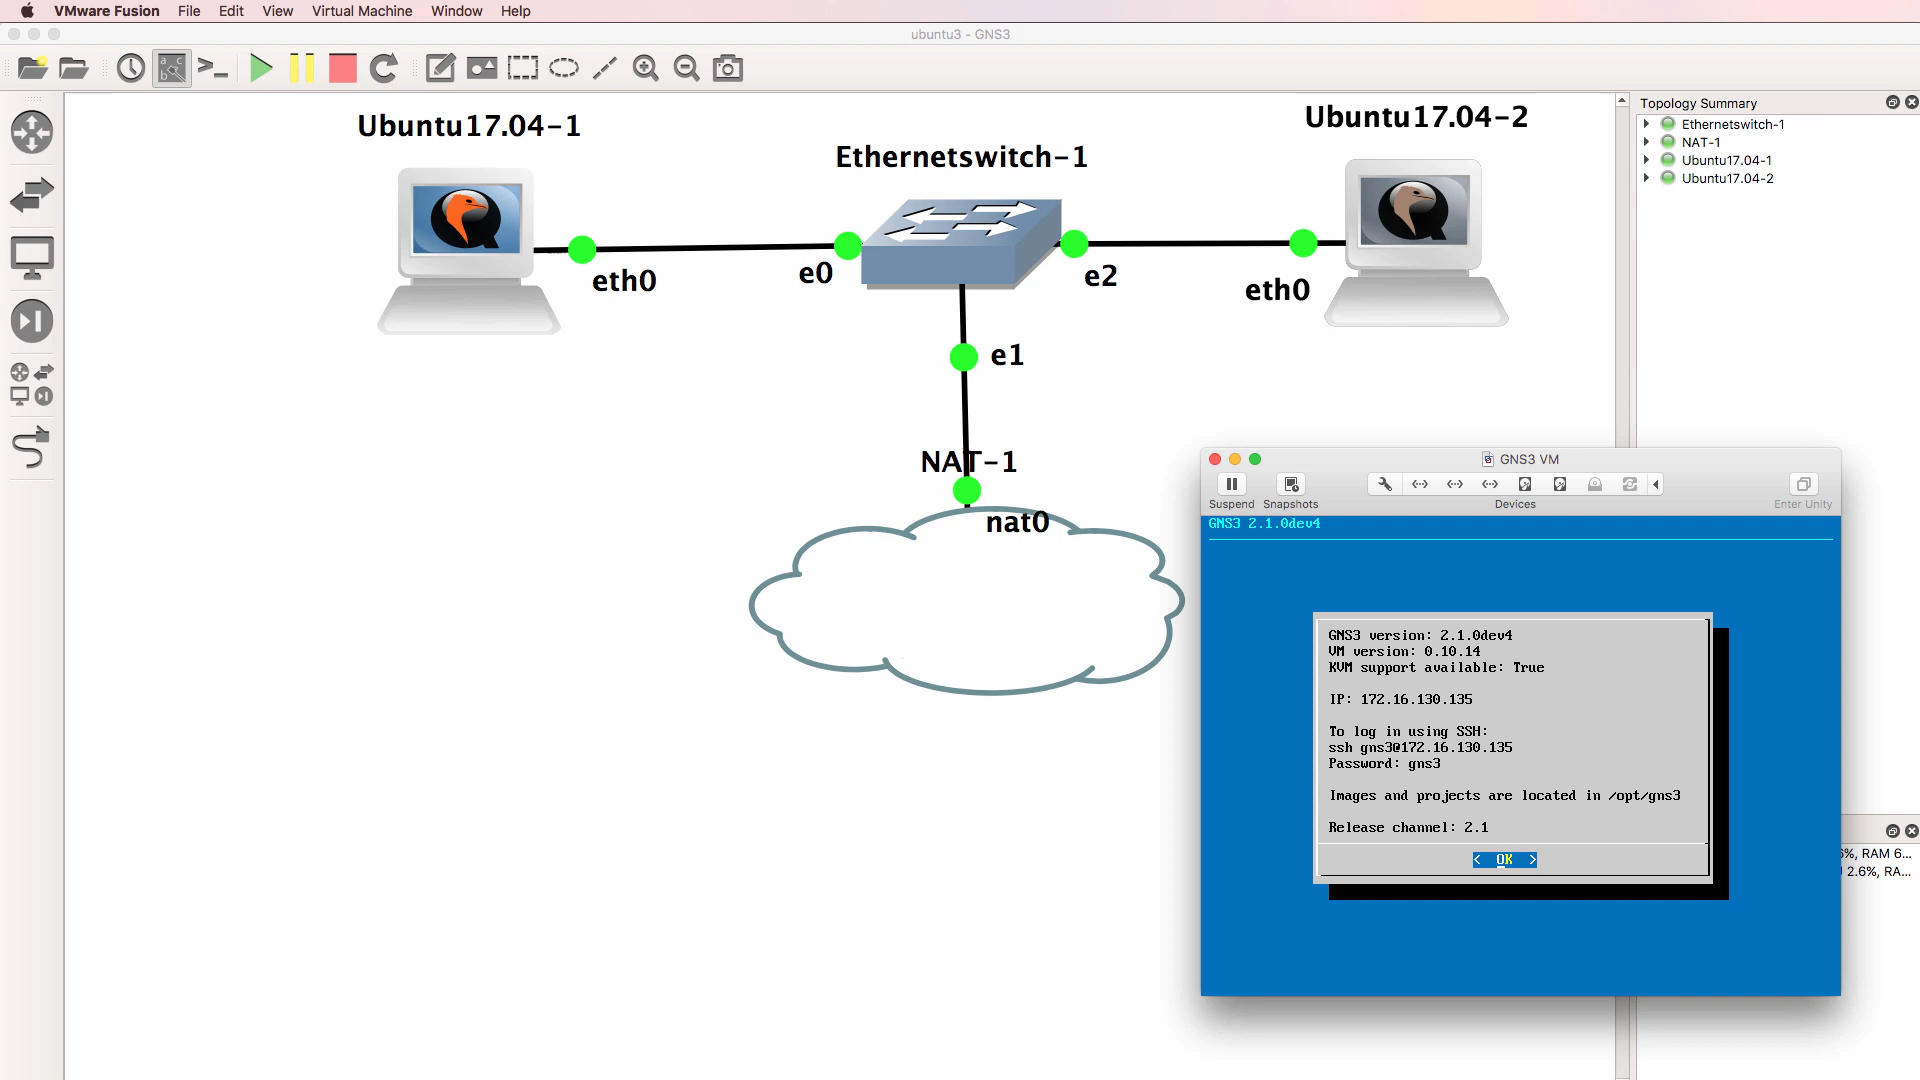 VMware Fusion File Edit View Virtual Machine Window Help
ubuntu3 - GNS3
Topology Summary
Ethernetswitch-1
NAT-1
Ubuntu17.04-1
Ubuntu17.04-2
Ubuntu17.04-1
Ethernetswitch-1
Ubuntu17.04-2
eth0
e0
e2
eth0
e1
NAT-1
nat0
GNS3 VM
Suspend Snapshots Devices Enter Unity
GNS3 2.1.0dev4
GNS3 version: 2.1.0dev4
VM version: 0.10.14
KVM support available: True
IP: 172.16.130.135
To log in using SSH:
ssh gns3@172.16.130.135
Password: gns3
Images and projects are located in /opt/gns3
Release channel: 2.1
< OK >
%, RAM 6...
2.6%, RA...